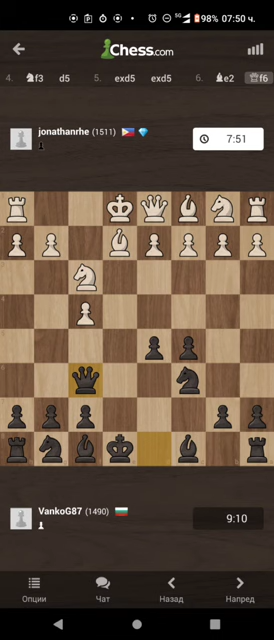 5G 98% 07:50 ч.
Chess.com
4. f3 d5 5. exd5 exd5 6. e2 f6
jonathanrhe (1511)
7:51
VankoG87 (1490)
9:10
Опции Чат Назад Напред